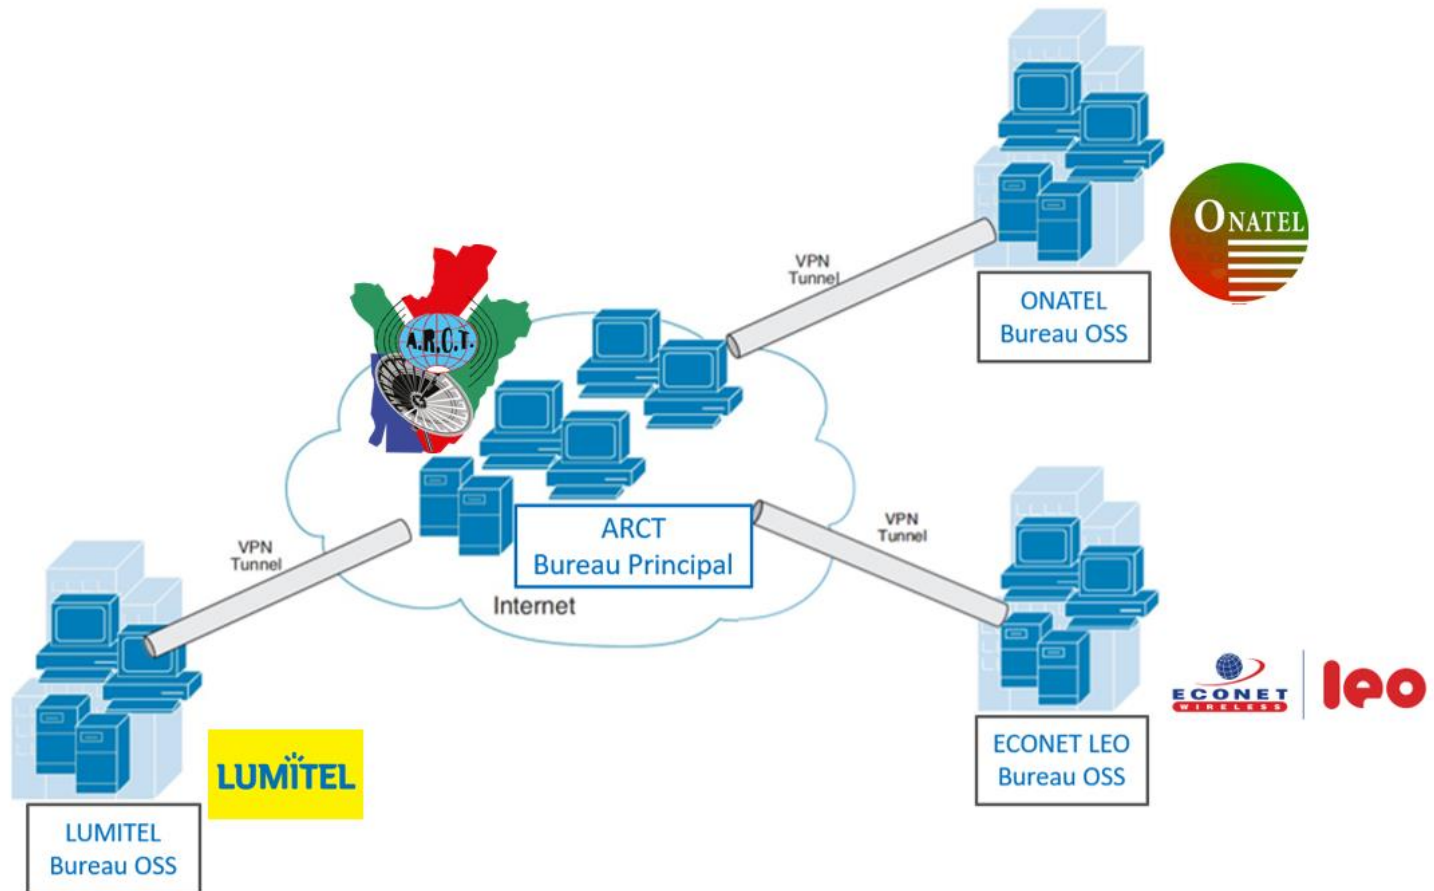 VPN
Tunnel
ONATEL
ONATEL
Bureau OSS
A.R.C.T.
ARCT
Bureau Principal
Internet
VPN
Tunnel
VPN
Tunnel
ECONET
WIRELESS
leo
ECONET LEO
Bureau OSS
LUMITEL
LUMITEL
Bureau OSS